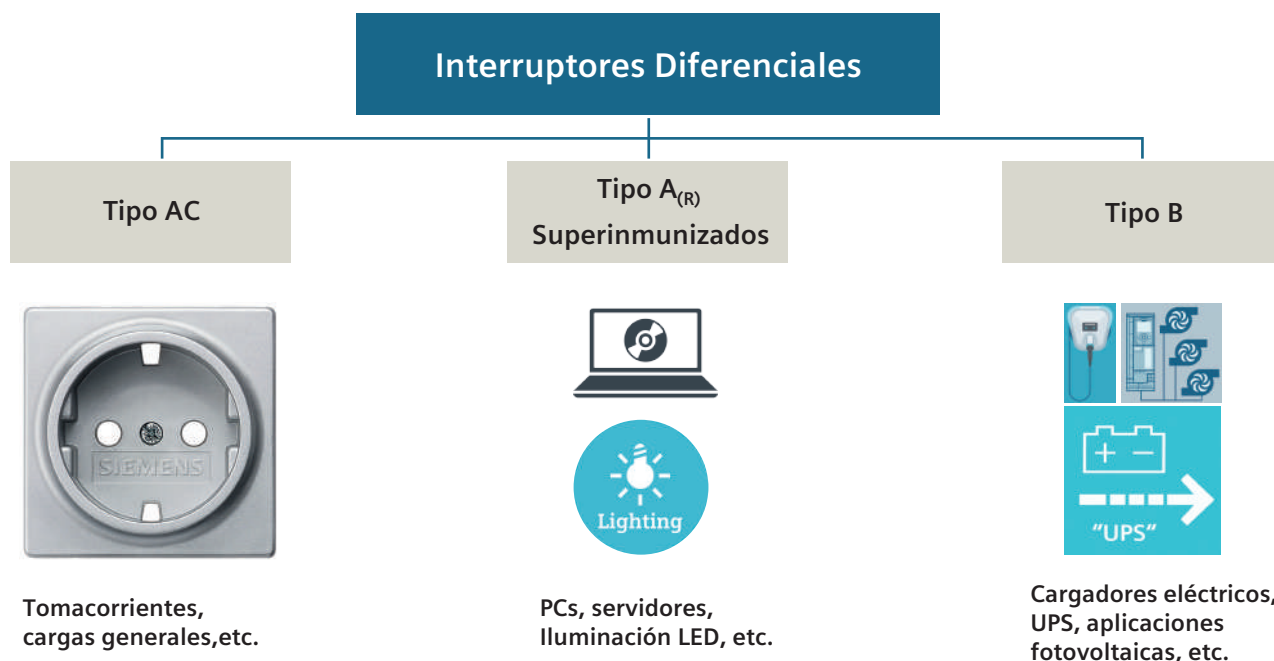 Interruptores Diferenciales
Tipo AC
Tipo A(R)
Superinmunizados
Tipo B
SIEMENS
Lighting
+ −
"UPS"
Tomacorrientes,
cargas generales,etc.
PCs, servidores,
Iluminación LED, etc.
Cargadores eléctricos,
UPS, aplicaciones
fotovoltaicas, etc.